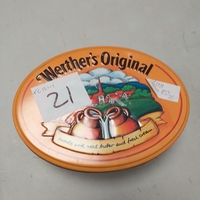 Werther's Original
21
made with real butter and fresh cream